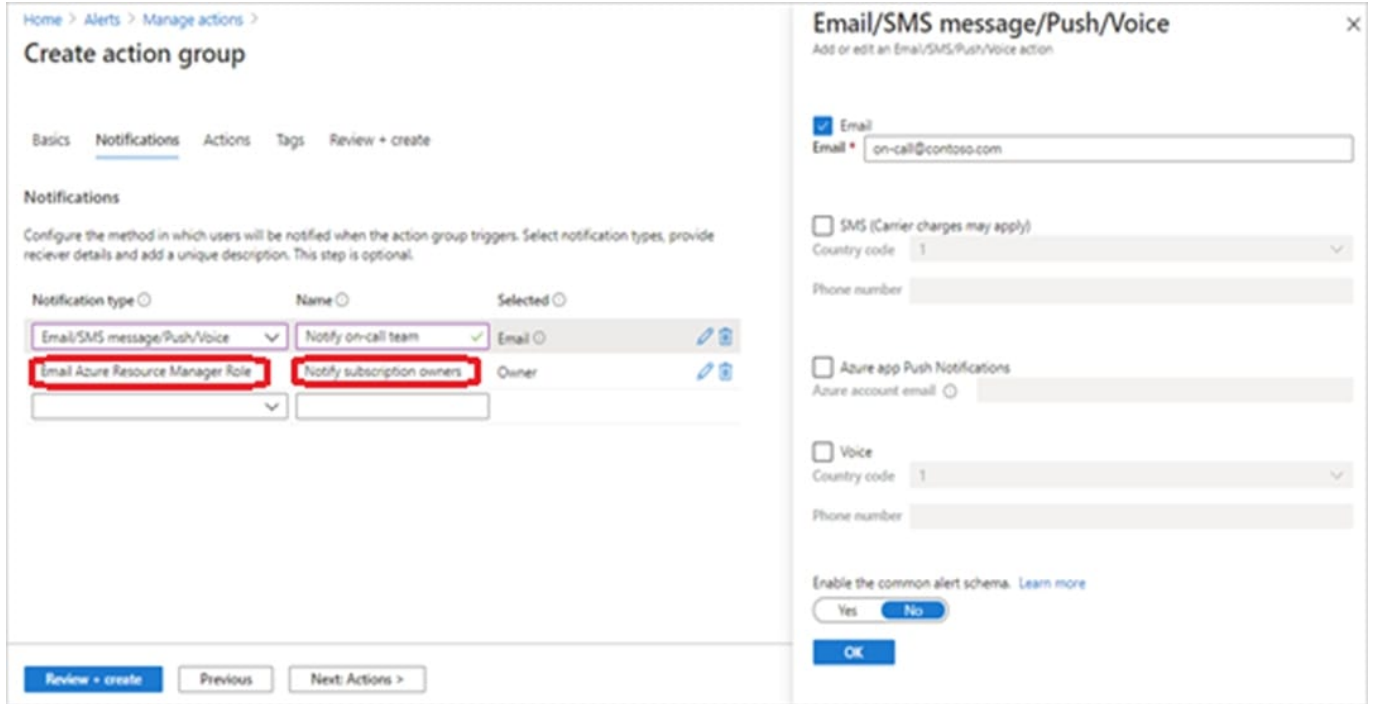 Home > Alerts > Manage actions >
Create action group
Basics Notifications Actions Tags Review + create
Notifications
Configure the method in which users will be notified when the action group triggers. Select notification types, provide
reciever details and add a unique description. This step is optional.
Notification type Name Selected
Email/SMS message/Push/Voice Notify on-call team Email
Email Azure Resource Manager Role Notify subscription owners Owner
Review + create Previous Next: Actions >
Email/SMS message/Push/Voice
Add or edit an Email/SMS/Push/Voice action
Email
Email * on-call@contoso.com
SMS (Carrier charges may apply)
Country code 1
Phone number
Azure app Push Notifications
Azure account email
Voice
Country code 1
Phone number
Enable the common alert schema. Learn more
Yes No
OK